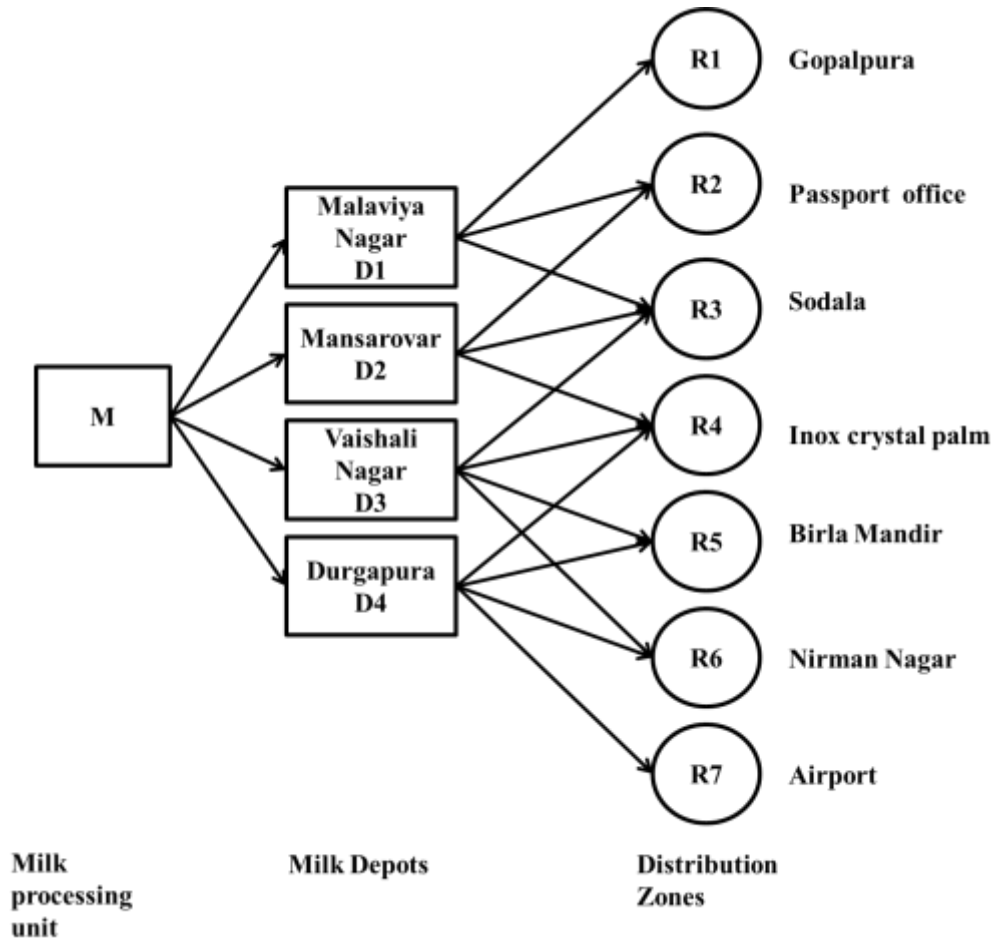 R1
Gopalpura
R2
Passport office
Malaviya
Nagar
D1
R3
Sodala
Mansarovar
D2
M
R4
Inox crystal palm
Vaishali
Nagar
D3
R5
Birla Mandir
Durgapura
D4
R6
Nirman Nagar
R7
Airport
Milk
processing
unit
Milk Depots
Distribution
Zones